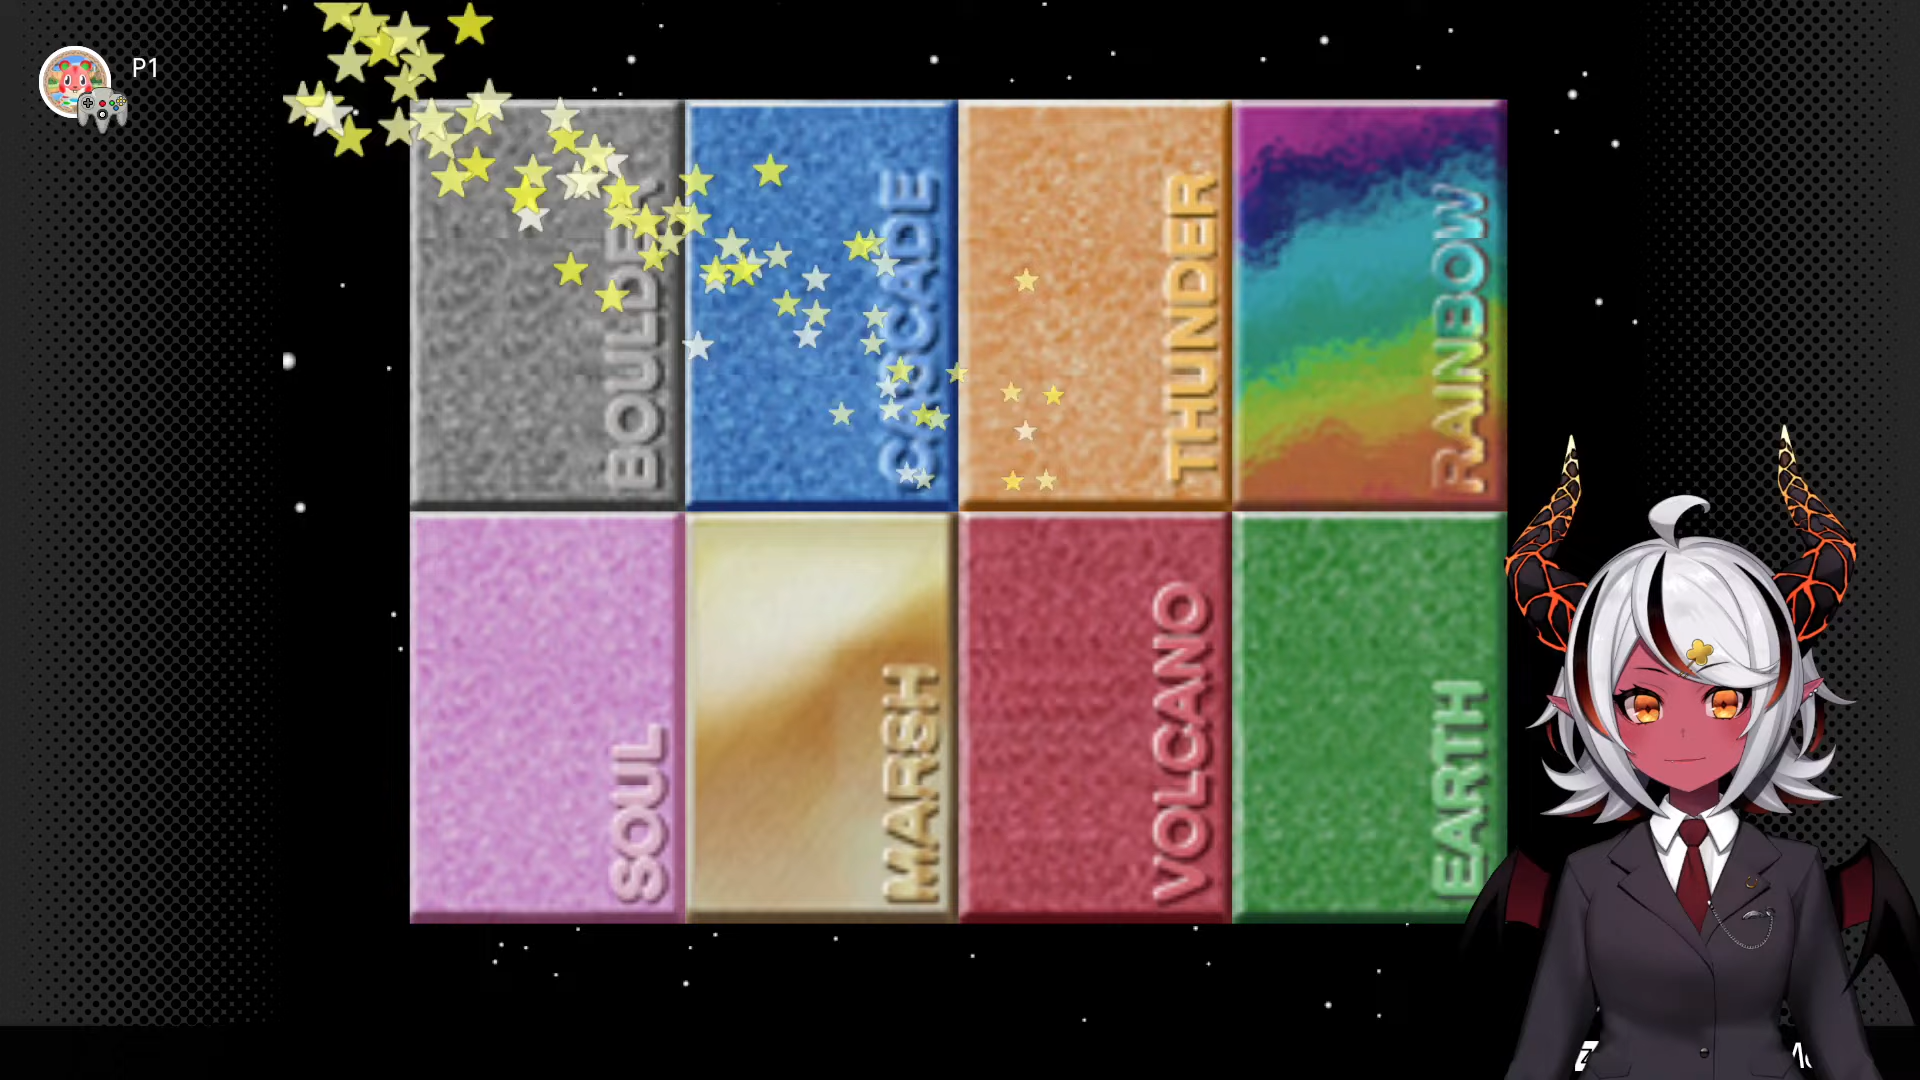 P1
BOULDER
CASCADE
THUNDER
RAINBOW
SOUL
MARSH
VOLCANO
EARTH
Z